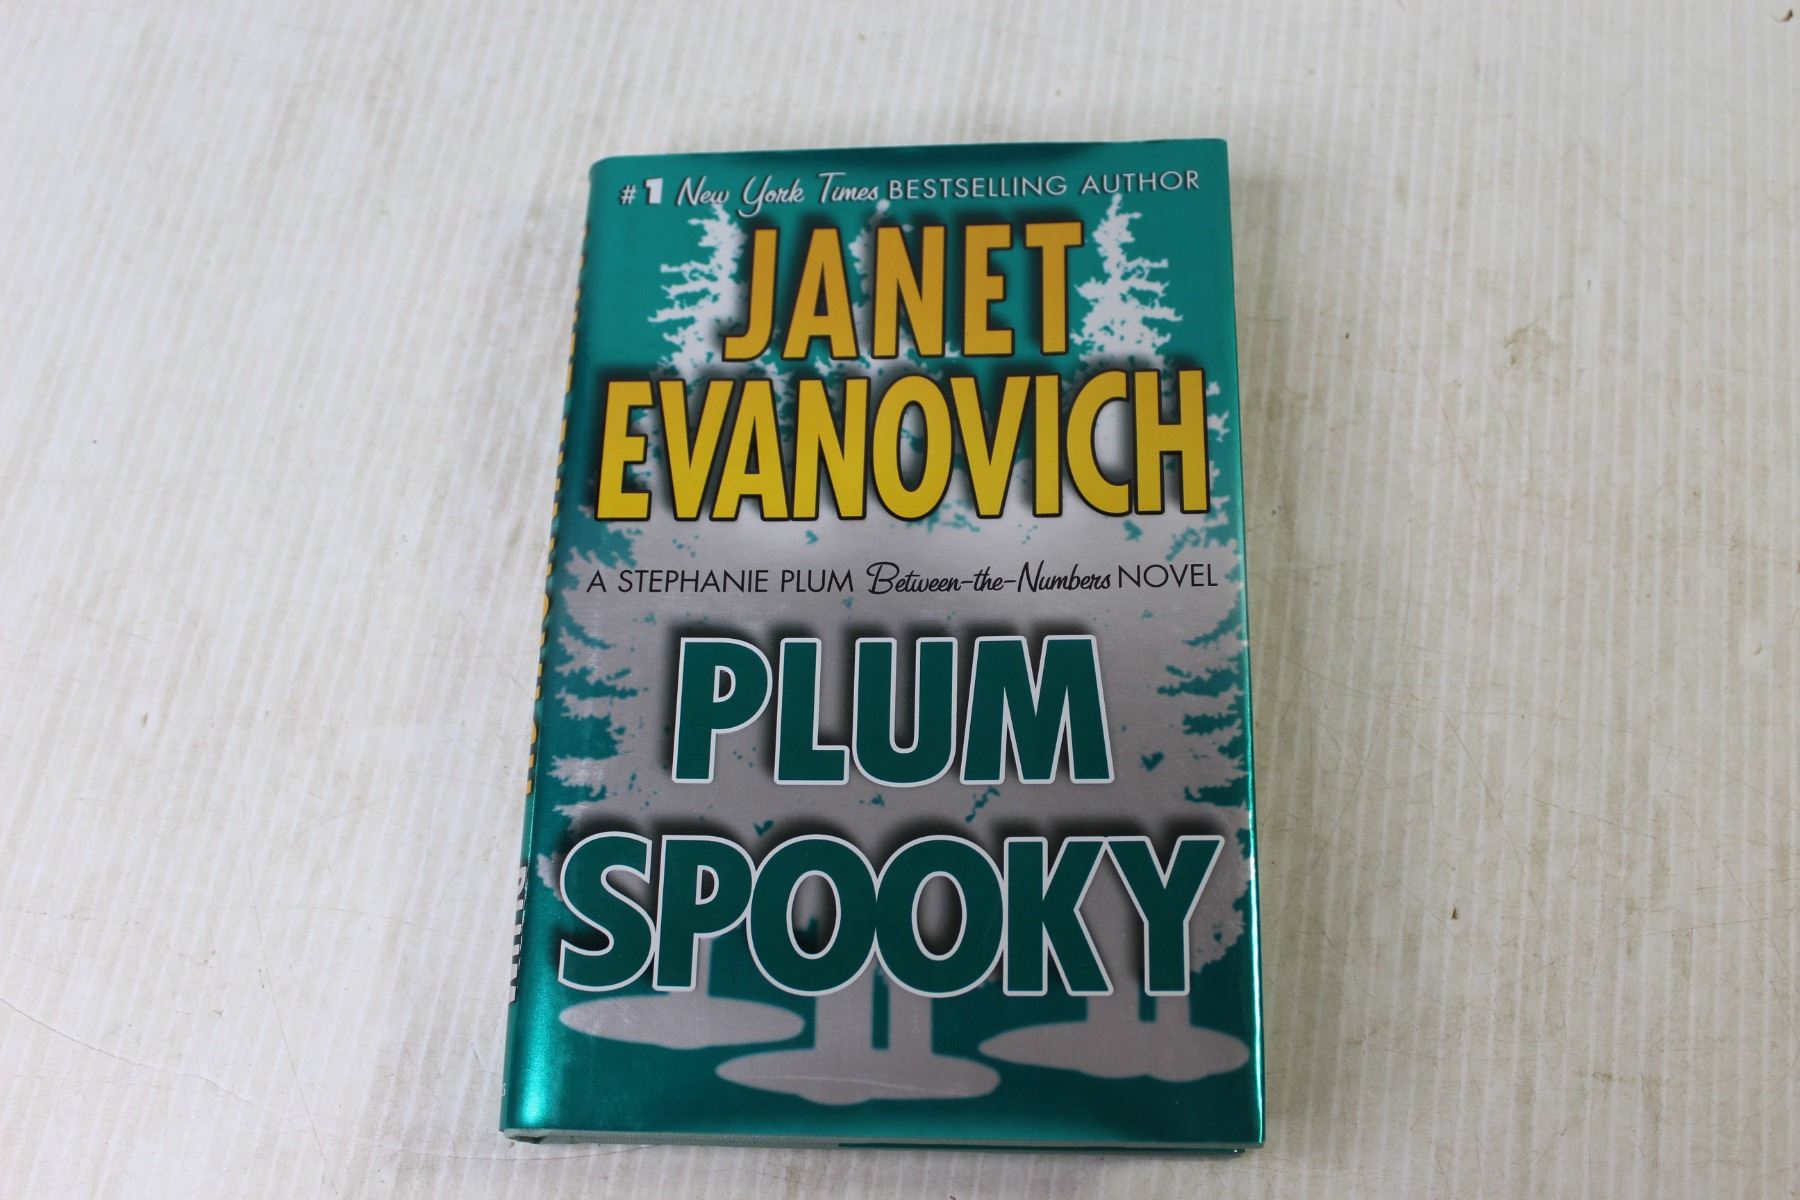 #1 New York Times BESTSELLING AUTHOR
JANET
EVANOVICH
A STEPHANIE PLUM Between-the-Numbers NOVEL
PLUM
SPOOKY